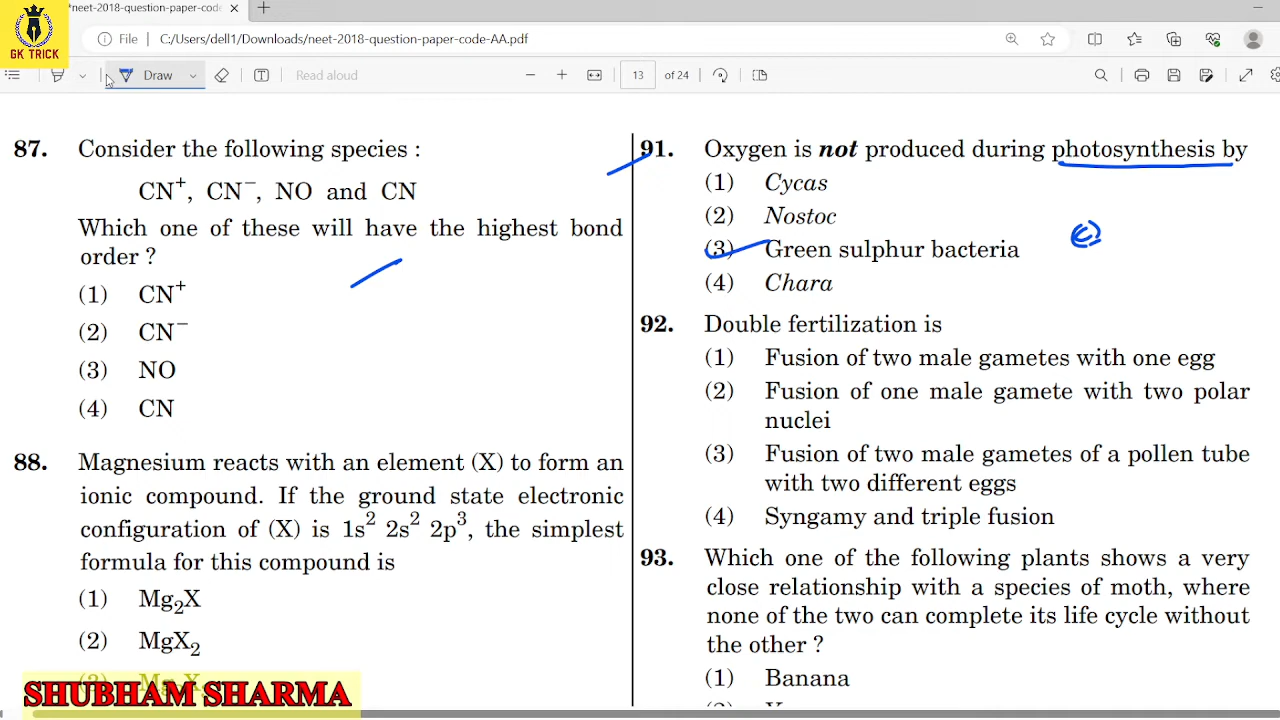 GK TRICK
neet-2018-question-paper-code
File
C:/Users/dell1/Downloads/neet-2018-question-paper-code-AA.pdf
Draw
Read aloud
13
of 24
87. Consider the following species :
CN⁺, CN⁻, NO and CN
Which one of these will have the highest bond
order ?
(1) CN⁺
(2) CN⁻
(3) NO
(4) CN
88. Magnesium reacts with an element (X) to form an
ionic compound. If the ground state electronic
configuration of (X) is 1s² 2s² 2p³, the simplest
formula for this compound is
(1) Mg₂X
(2) MgX₂
SHUBHAM SHARMA
91. Oxygen is not produced during photosynthesis by
(1) Cycas
(2) Nostoc
(3) Green sulphur bacteria
(4) Chara
92. Double fertilization is
(1) Fusion of two male gametes with one egg
(2) Fusion of one male gamete with two polar
nuclei
(3) Fusion of two male gametes of a pollen tube
with two different eggs
(4) Syngamy and triple fusion
93. Which one of the following plants shows a very
close relationship with a species of moth, where
none of the two can complete its life cycle without
the other ?
(1) Banana